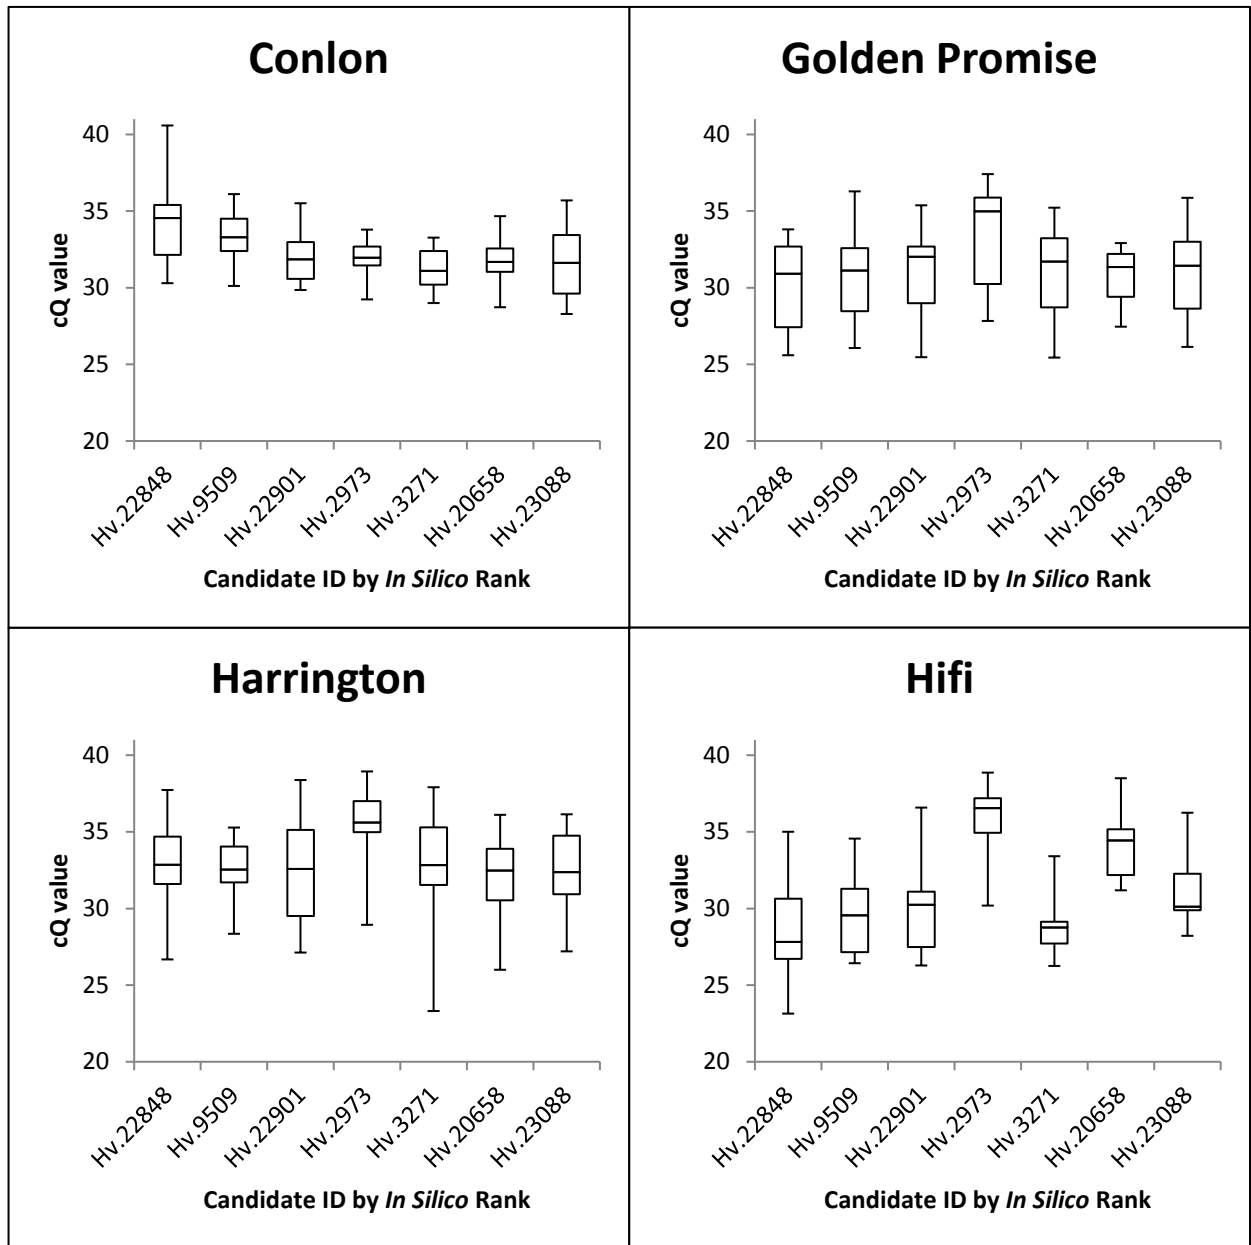 Conlon
40
35
30
25
20
cQ value
Hv.22848
Hv.9509
Hv.22901
Hv.2973
Hv.3271
Hv.20658
Hv.23088
Candidate ID by In Silico Rank
Golden Promise
40
35
30
25
20
cQ value
Hv.22848
Hv.9509
Hv.22901
Hv.2973
Hv.3271
Hv.20658
Hv.23088
Candidate ID by In Silico Rank
Harrington
40
35
30
25
20
cQ value
Hv.22848
Hv.9509
Hv.22901
Hv.2973
Hv.3271
Hv.20658
Hv.23088
Candidate ID by In Silico Rank
Hifi
40
35
30
25
20
cQ value
Hv.22848
Hv.9509
Hv.22901
Hv.2973
Hv.3271
Hv.20658
Hv.23088
Candidate ID by In Silico Rank